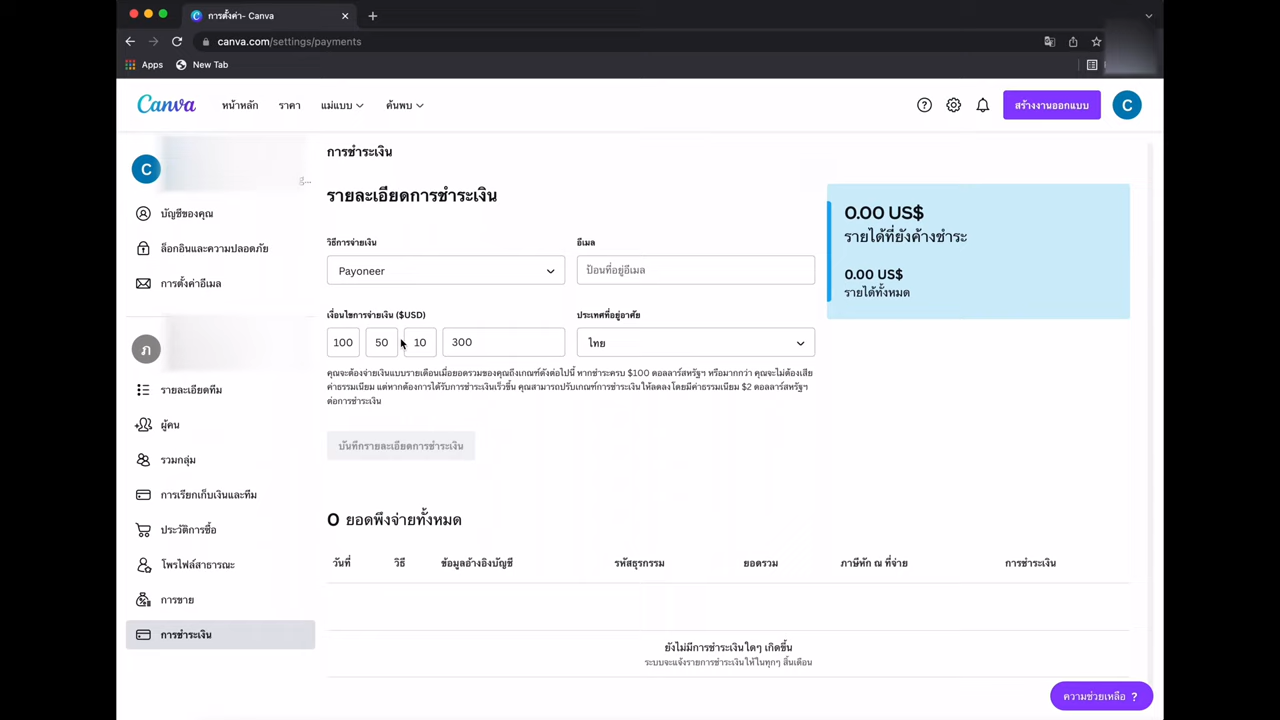 การตั้งค่า- Canva
canva.com/settings/payments
Apps
New Tab
Canva
หน้าหลัก
ราคา
แม่แบบ
ค้นพบ
สร้างงานออกแบบ
C
C
g...
บัญชีของคุณ
ล็อกอินและความปลอดภัย
การตั้งค่าอีเมล
ภ
รายละเอียดทีม
ผู้คน
รวมกลุ่ม
การเรียกเก็บเงินและทีม
ประวัติการซื้อ
โพรไฟล์สาธารณะ
การขาย
การชำระเงิน
การชำระเงิน
รายละเอียดการชำระเงิน
วิธีการจ่ายเงิน
Payoneer
อีเมล
ป้อนที่อยู่อีเมล
เงื่อนไขการจ่ายเงิน ($USD)
100 50 10 300
ประเทศที่อยู่อาศัย
ไทย
คุณจะต้องจ่ายเงินแบบรายเดือนเมื่อยอดรวมของคุณถึงเกณฑ์ดังต่อไปนี้ หากชำระครบ $100 ดอลลาร์สหรัฐฯ หรือมากกว่า คุณจะไม่ต้องเสีย
ค่าธรรมเนียม แต่หากต้องการได้รับการชำระเงินเร็วขึ้น คุณสามารถปรับเกณฑ์การชำระเงินให้ลดลง โดยมีค่าธรรมเนียม $2 ดอลลาร์สหรัฐฯ
ต่อการชำระเงิน
บันทึกรายละเอียดการชำระเงิน
0.00 US$
รายได้ที่ยังค้างชำระ
0.00 US$
รายได้ทั้งหมด
0 ยอดพึงจ่ายทั้งหมด
วันที่ วิธี ข้อมูลอ้างอิงบัญชี รหัสธุรกรรม ยอดรวม ภาษีหัก ณ ที่จ่าย การชำระเงิน
ยังไม่มีการชำระเงินใดๆ เกิดขึ้น
ระบบจะแจ้งรายการชำระเงินให้ในทุกๆ สิ้นเดือน
ความช่วยเหลือ ?